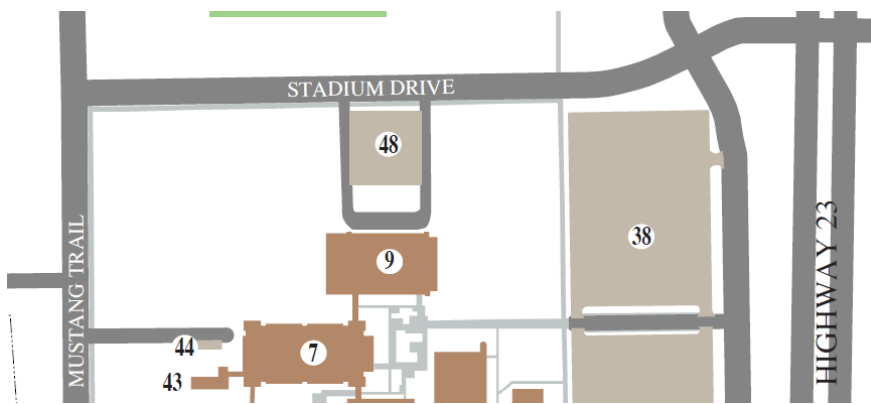 STADIUM DRIVE
48
38
9
MUSTANG TRAIL
HIGHWAY 23
44
7
43